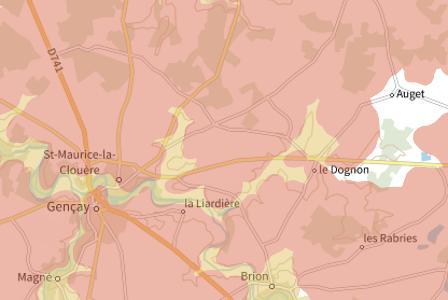 D741
Auget
St-Maurice-la-
Clouère
le Dognon
Gençay
la Liardière
les Rabries
Magné
Brion